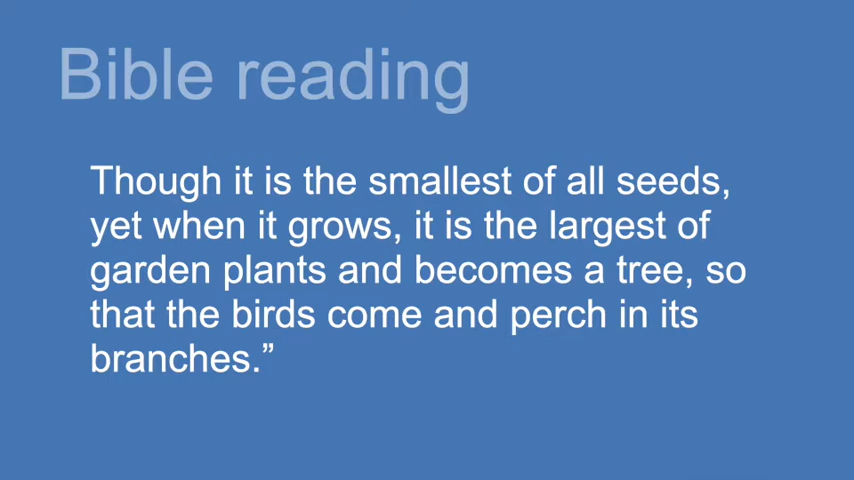 Bible reading
Though it is the smallest of all seeds,
yet when it grows, it is the largest of
garden plants and becomes a tree, so
that the birds come and perch in its
branches.”